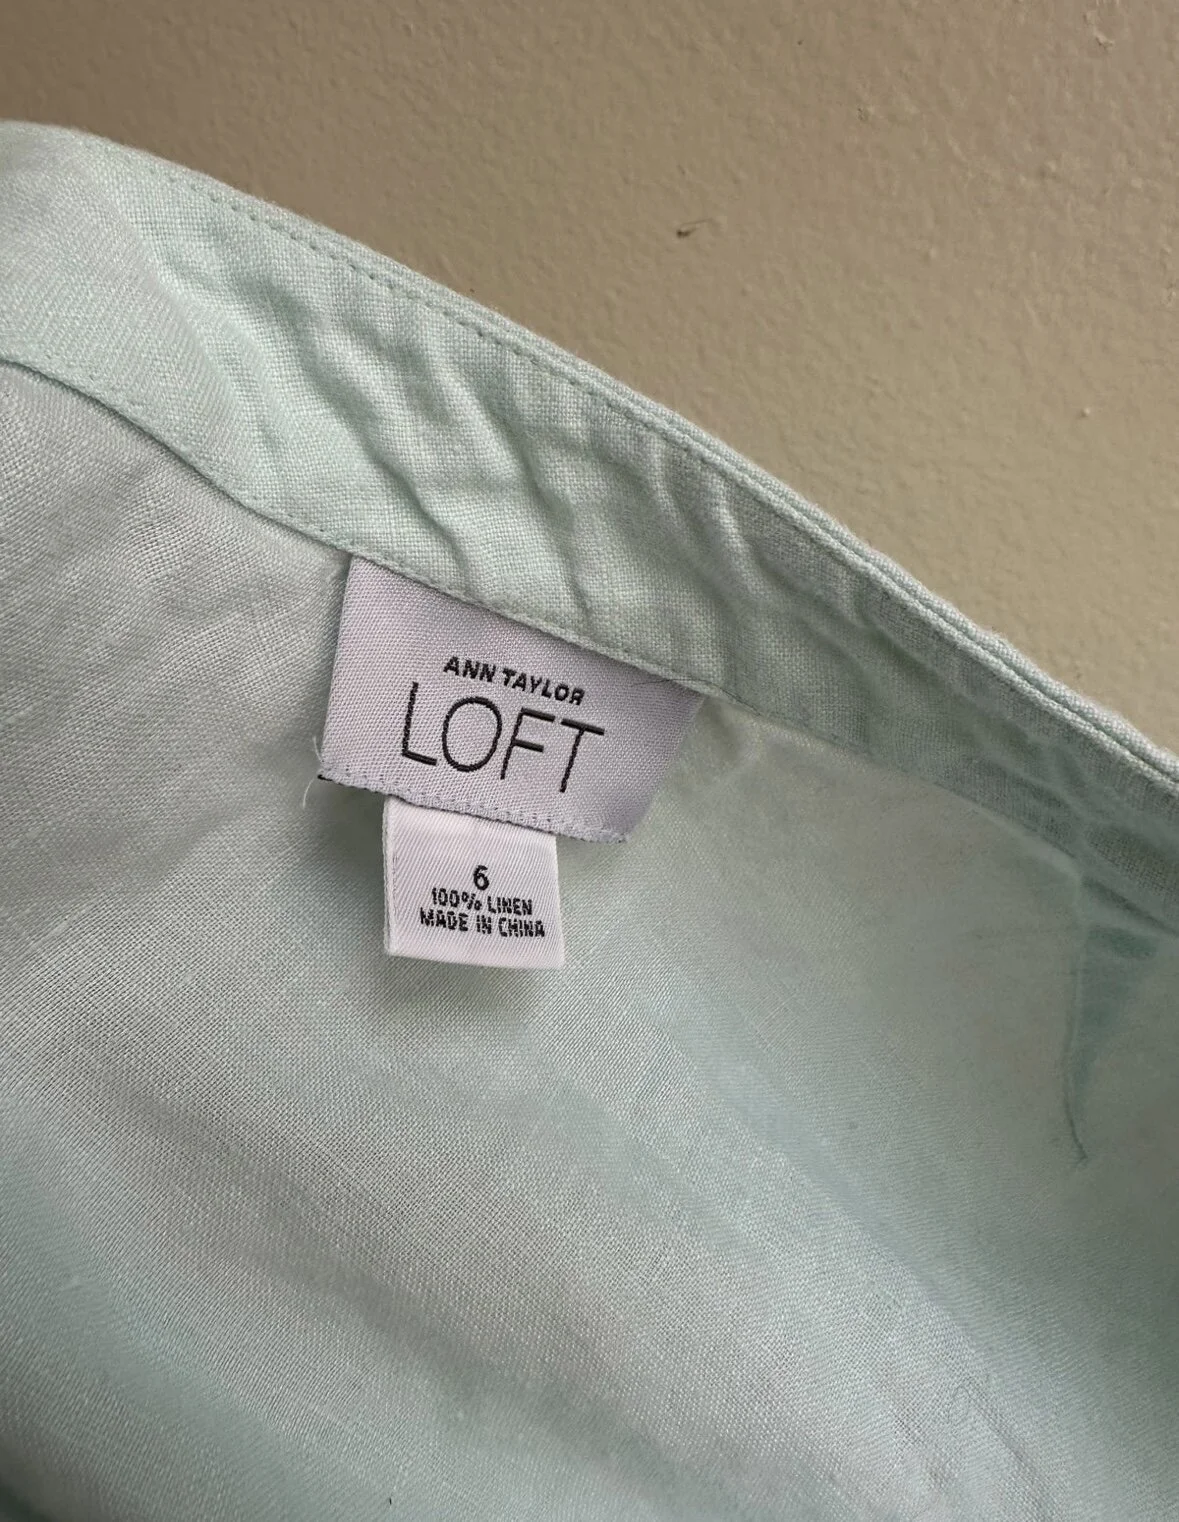 ANN TAYLOR
LOFT
6
100% LINEN
MADE IN CHINA